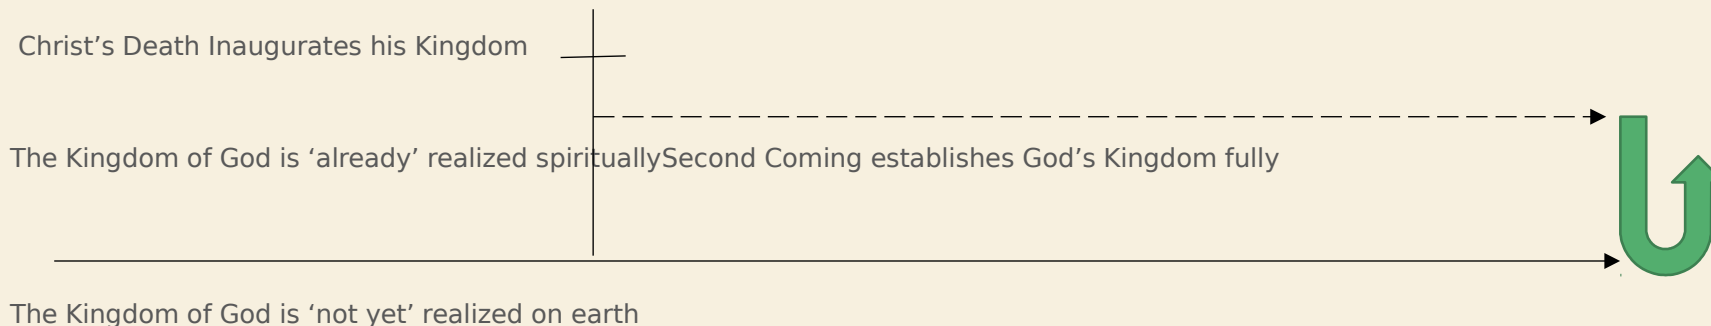 Christ’s Death Inaugurates his Kingdom
The Kingdom of God is ‘already’ realized spirituallySecond Coming establishes God’s Kingdom fully
The Kingdom of God is ‘not yet’ realized on earth